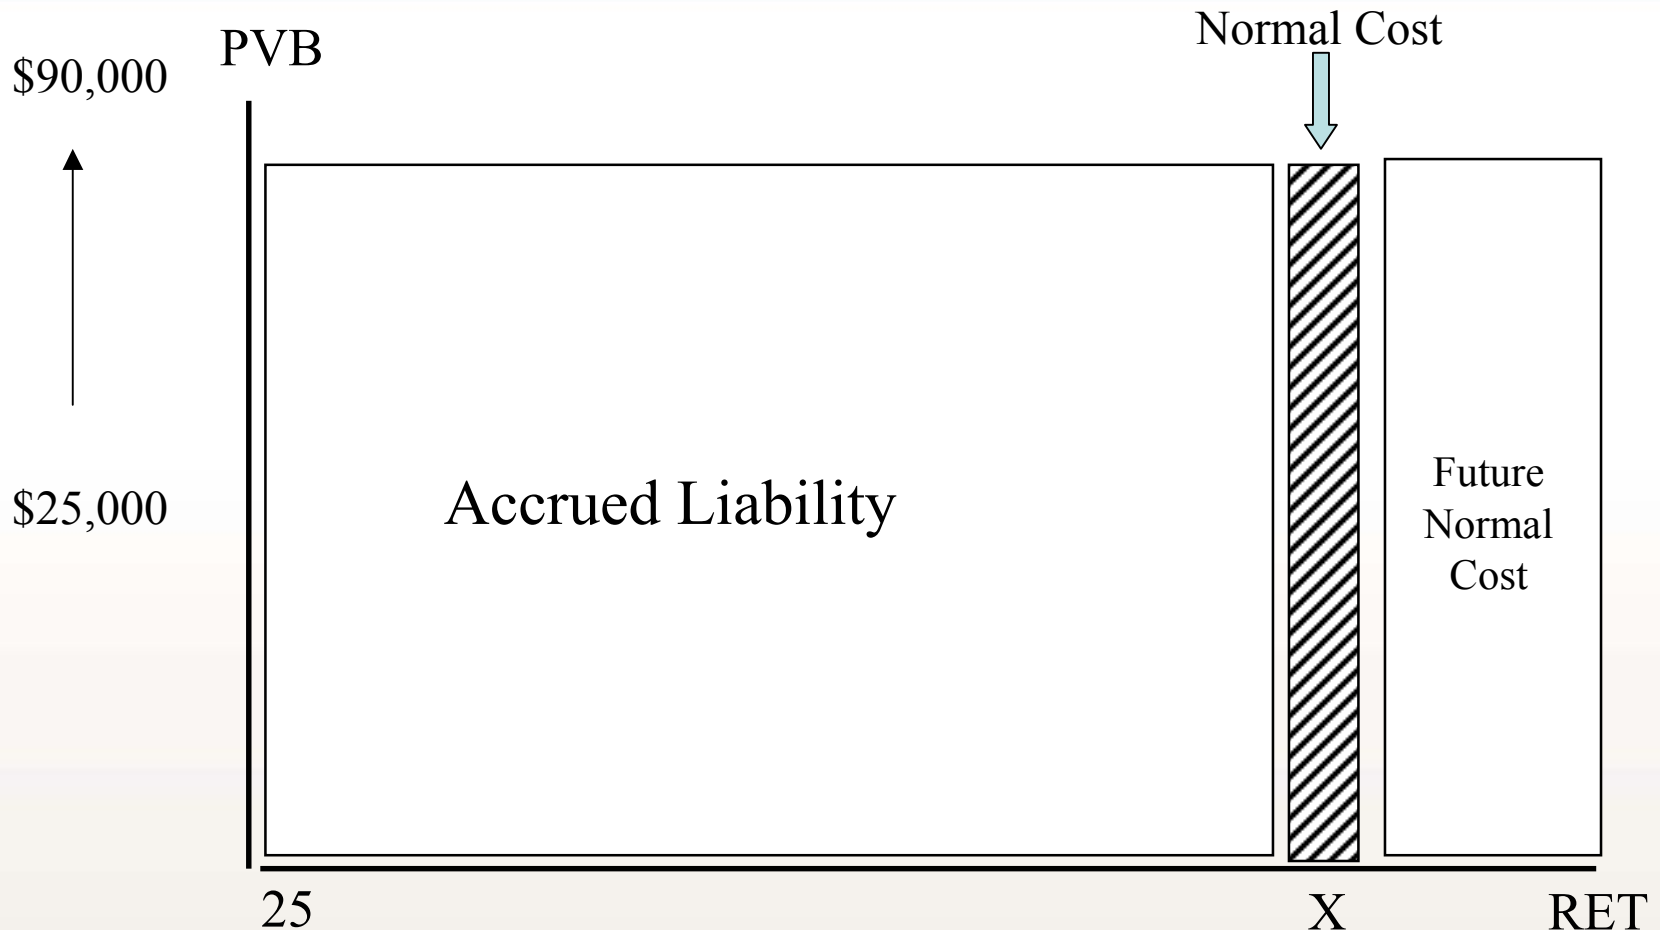 Normal Cost
PVB
$90,000
Accrued Liability
$25,000
Future
Normal
Cost
25
X
RET